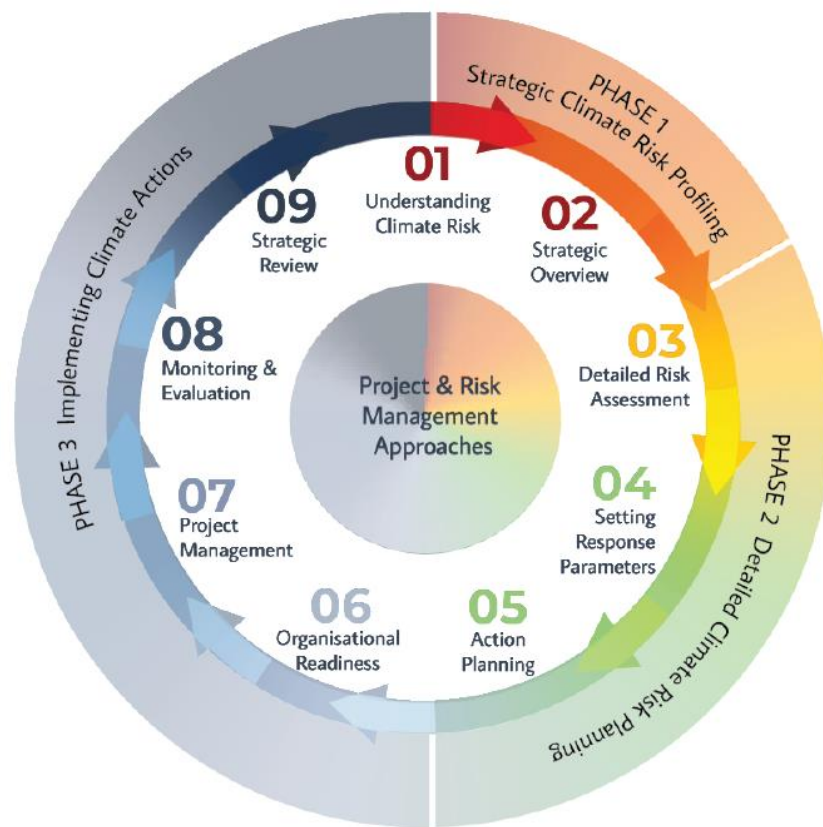 PHASE 1
Strategic Climate Risk Profiling
01
Understanding
Climate Risk
02
Strategic
Overview
03
Detailed Risk
Assessment
PHASE 2 Detailed Climate Risk Planning
04
Setting
Response
Parameters
05
Action
Planning
PHASE 3 Implementing Climate Actions
06
Organisational
Readiness
07
Project
Management
08
Monitoring &
Evaluation
09
Strategic
Review
Project & Risk
Management
Approaches